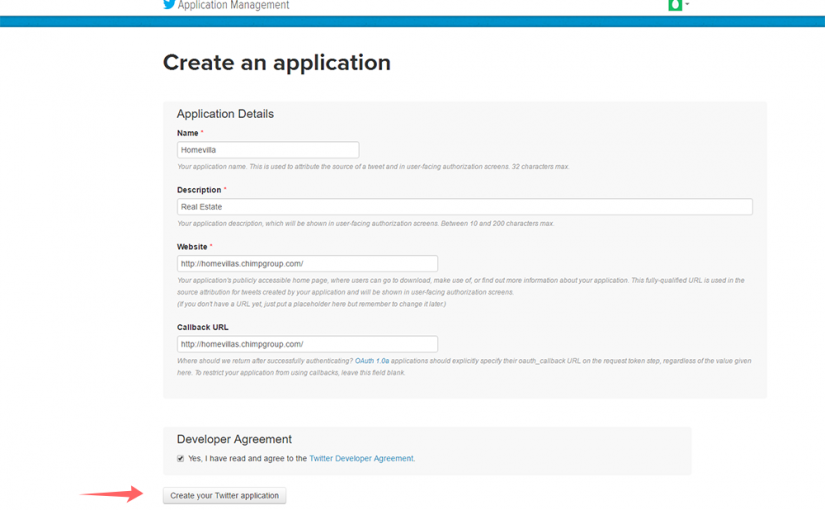 Application Management
Create an application
Application Details
Name *
Homevilla
Your application name. This is used to attribute the source of a tweet and in user-facing authorization screens. 32 characters max.
Description *
Real Estate
Your application description, which will be shown in user-facing authorization screens. Between 10 and 200 characters max.
Website *
http://homevillas.chimpgroup.com/
Your application's publicly accessible home page, where users can go to download, make use of, or find out more information about your application. This fully-qualified URL is used in the
source attribution for tweets created by your application and will be shown in user-facing authorization screens.
(If you don't have a URL yet, just put a placeholder here but remember to change it later.)
Callback URL
http://homevillas.chimpgroup.com/
Where should we return after successfully authenticating? OAuth 1.0a applications should explicitly specify their oauth_callback URL on the request token step, regardless of the value given
here. To restrict your application from using callbacks, leave this field blank.
Developer Agreement
Yes, I have read and agree to the Twitter Developer Agreement.
Create your Twitter application